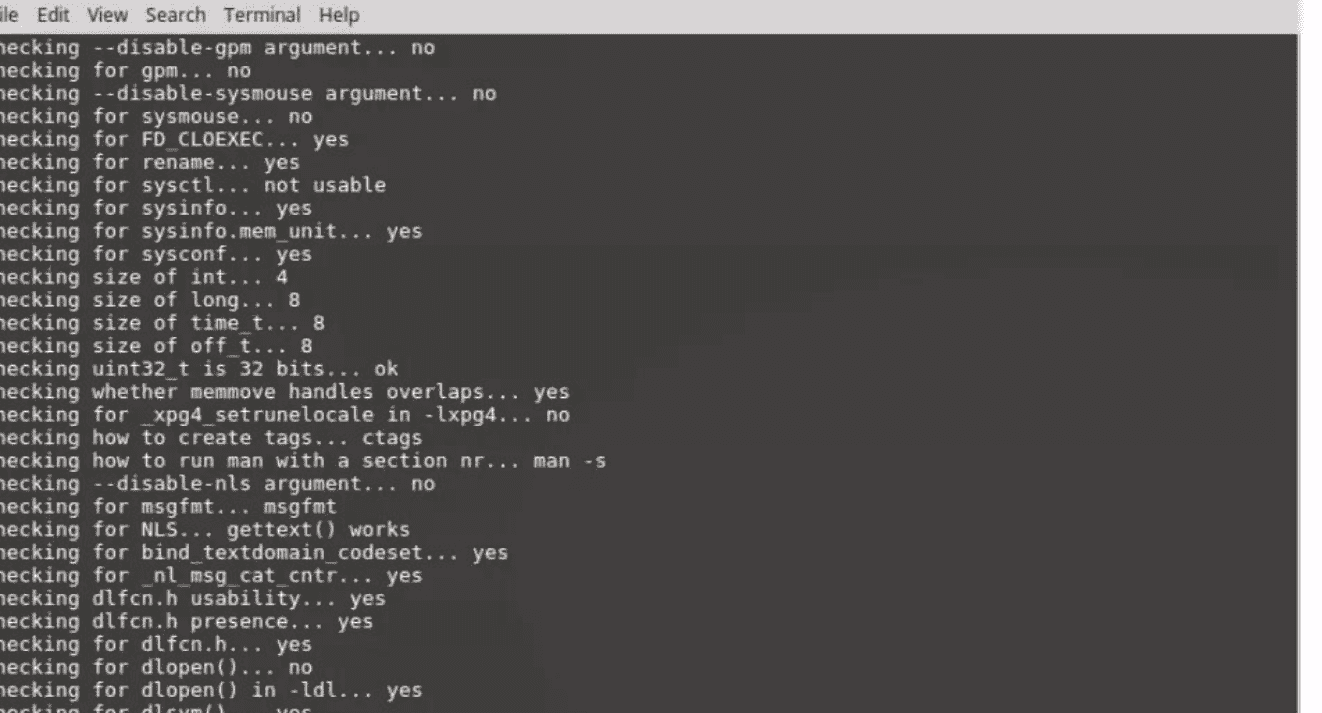 ile Edit View Search Terminal Help
hecking --disable-gpm argument... no
hecking for gpm... no
hecking --disable-sysmouse argument... no
hecking for sysmouse... no
hecking for FD_CLOEXEC... yes
hecking for rename... yes
hecking for sysctl... not usable
hecking for sysinfo... yes
hecking for sysinfo.mem_unit... yes
hecking for sysconf... yes
hecking size of int... 4
hecking size of long... 8
hecking size of time_t... 8
hecking size of off_t... 8
hecking uint32_t is 32 bits... ok
hecking whether memmove handles overlaps... yes
hecking for _xpg4_setrunelocale in -lxpg4... no
hecking how to create tags... ctags
hecking how to run man with a section nr... man -s
hecking --disable-nls argument... no
hecking for msgfmt... msgfmt
hecking for NLS... gettext() works
hecking for bind_textdomain_codeset... yes
hecking for _nl_msg_cat_cntr... yes
hecking dlfcn.h usability... yes
hecking dlfcn.h presence... yes
hecking for dlfcn.h... yes
hecking for dlopen()... no
hecking for dlopen() in -ldl... yes
hecking for dlsym()... yes